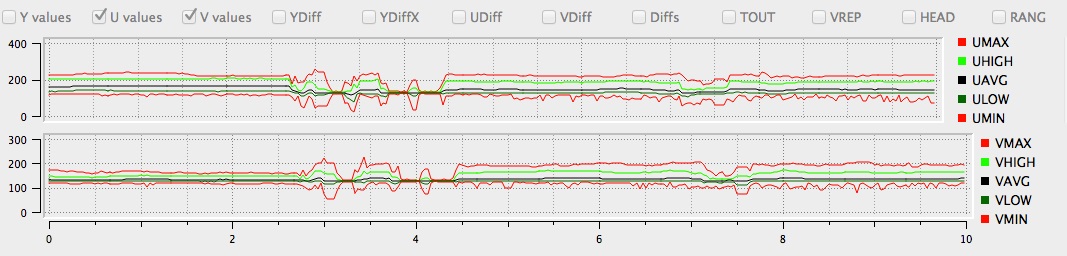 Y values U values V values YDiff YDiffX UDiff VDiff Diffs TOUT VREP HEAD RANG
400
200
0
UMAX
UHIGH
UAVG
ULOW
UMIN
300
200
100
0
VMAX
VHIGH
VAVG
VLOW
VMIN
0 2 4 6 8 10